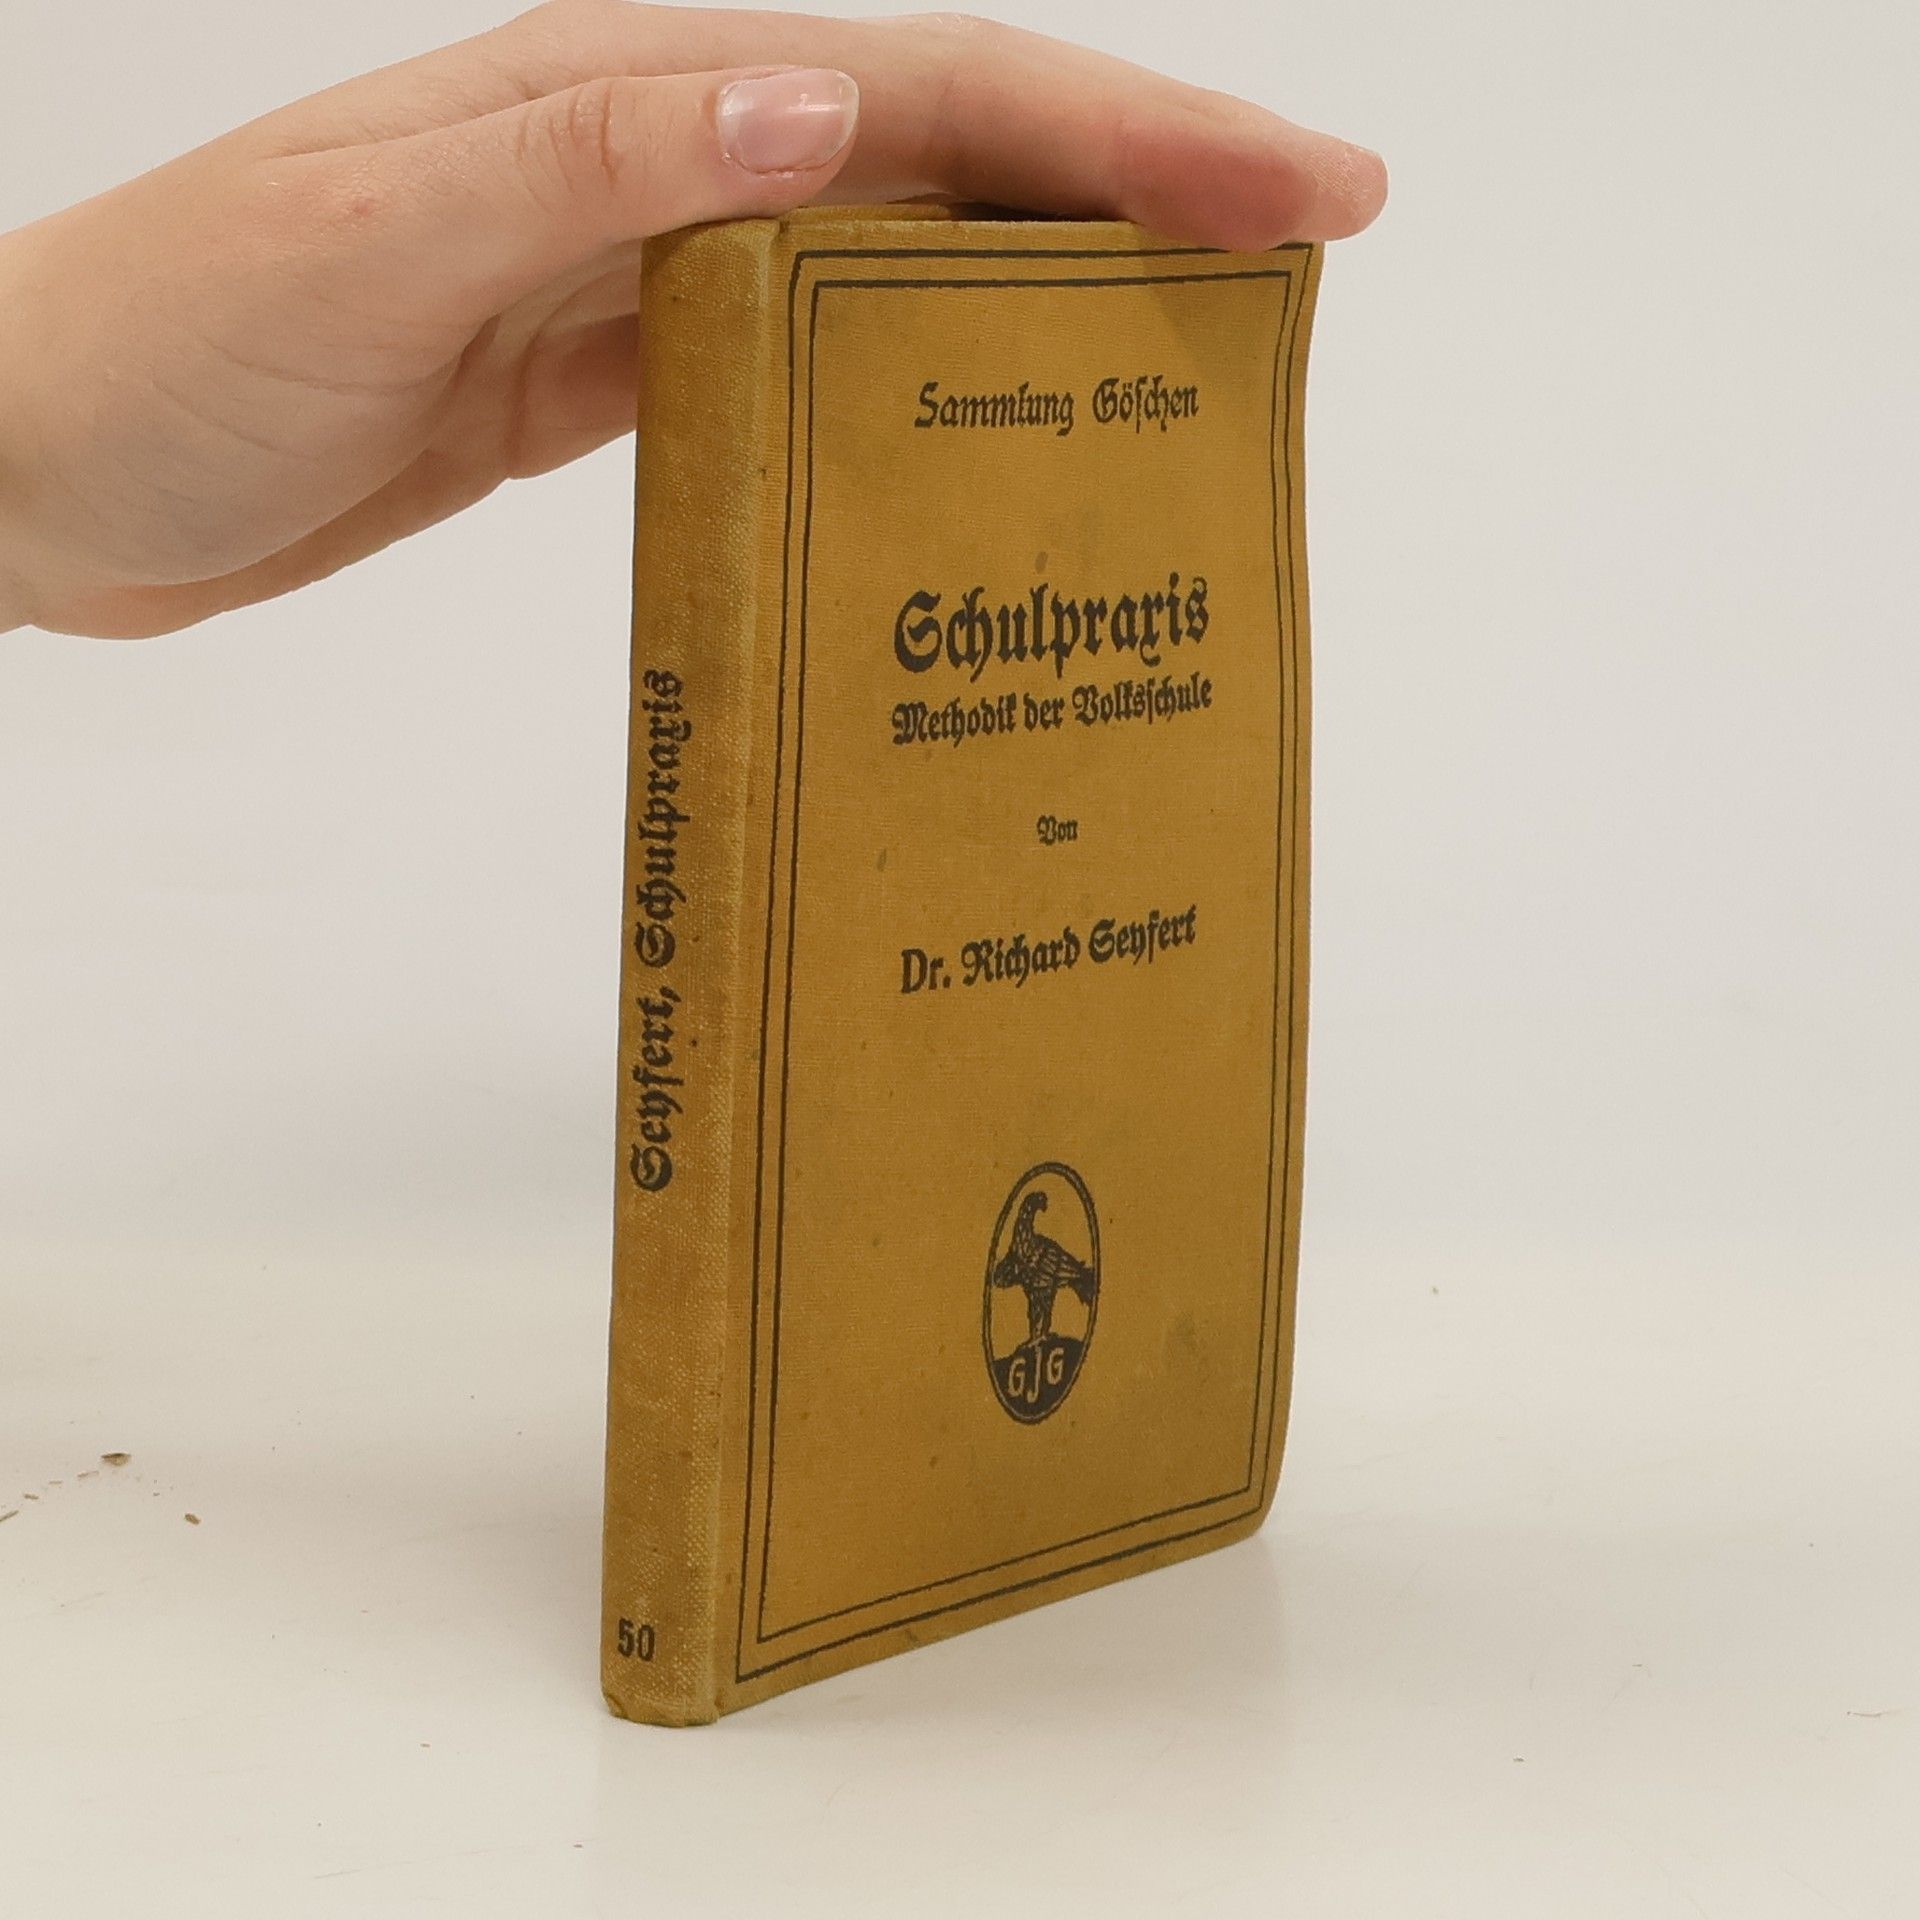 Sammlung Göschen
Schulpraxis
Methodik der Volksschule
Von
Dr. Richard Seyfert
GJG
Seyfert, Schulpraxis
50